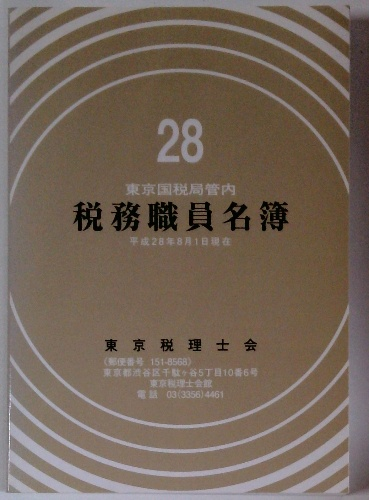 28
東京国税局管内
税務職員名簿
平成28年8月1日現在
東京税理士会
(郵便番号 151-8568)
東京都渋谷区千駄ヶ谷5丁目10番6号
東京税理士会館
電話 03(3356)4461